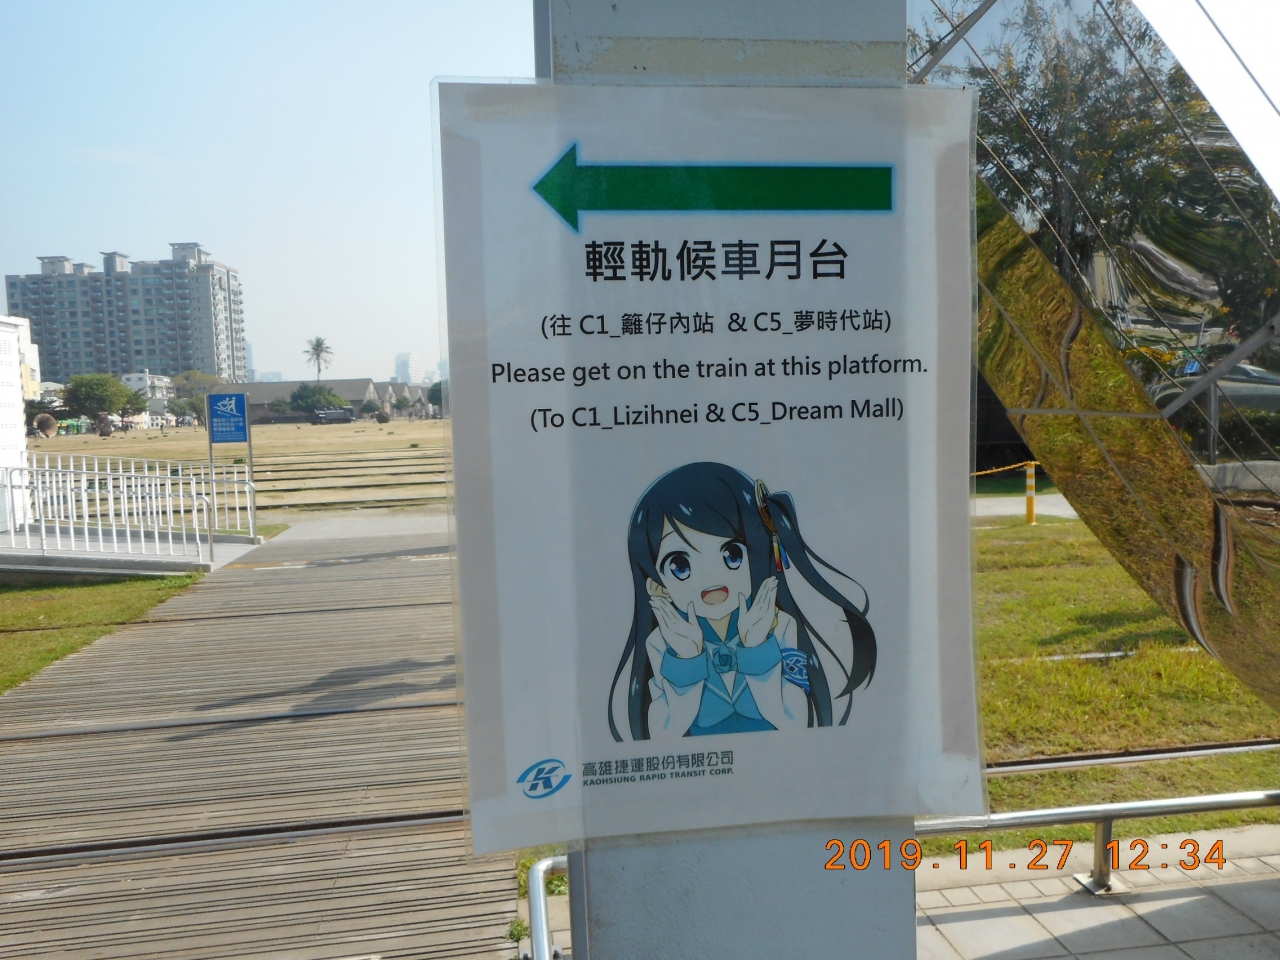 輕軌候車月台
(往 C1_籬仔內站 & C5_夢時代站)
Please get on the train at this platform.
(To C1_Lizihnei & C5_Dream Mall)
高雄捷運股份有限公司
KAOHSIUNG RAPID TRANSIT CORP.
2019.11.27 12:34